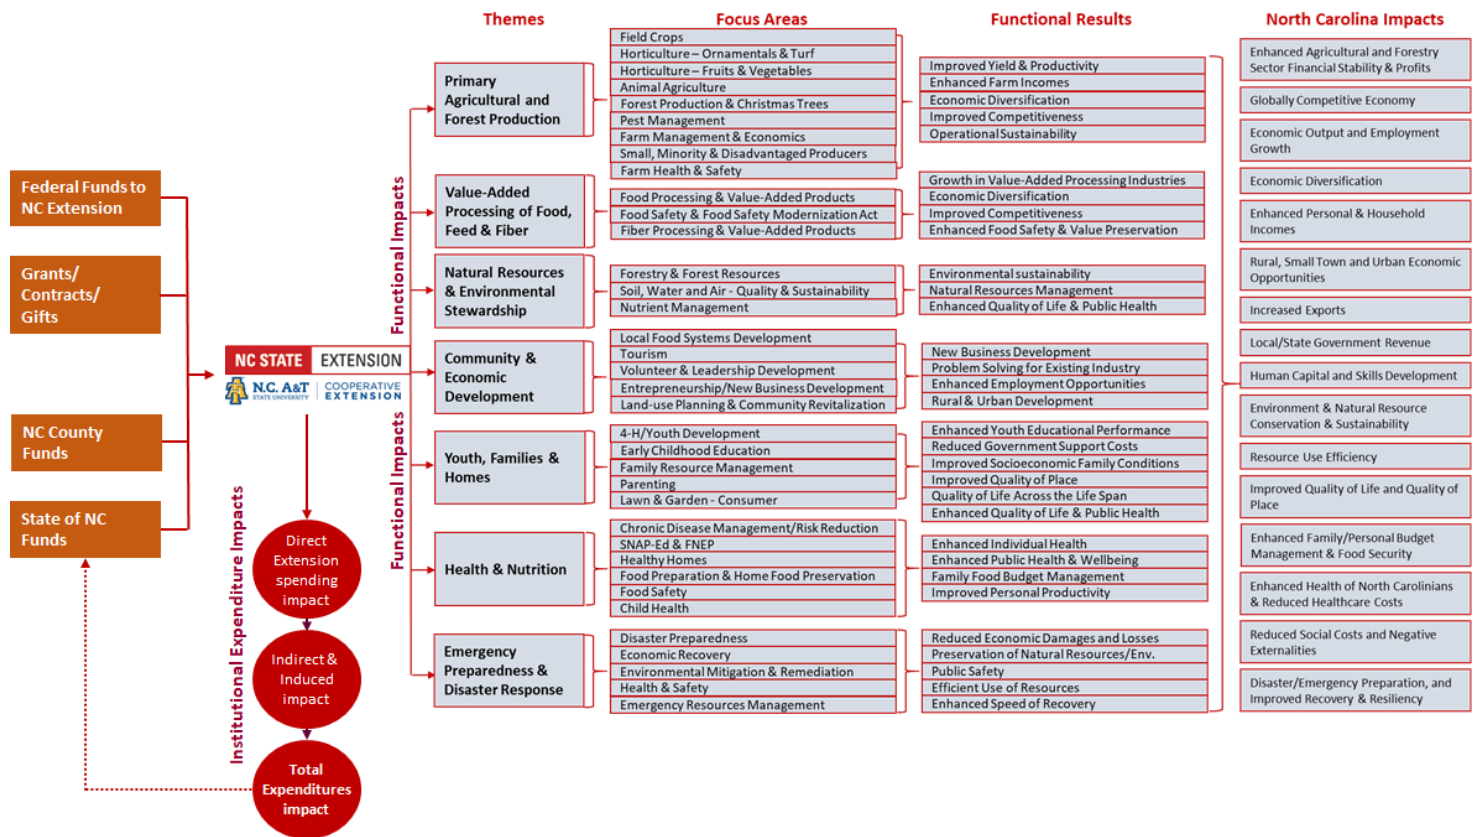 Themes
Focus Areas
Functional Results
North Carolina Impacts
Federal Funds to
NC Extension
Grants/
Contracts/
Gifts
NC County
Funds
State of NC
Funds
NC STATE
EXTENSION
N.C. A&T
STATE UNIVERSITY
COOPERATIVE
EXTENSION
Institutional Expenditure Impacts
Direct
Extension
spending
impact
Indirect &
Induced
impact
Total
Expenditures
impact
Functional Impacts
Functional Impacts
Primary
Agricultural and
Forest Production
Field Crops
Horticulture – Ornamentals & Turf
Horticulture – Fruits & Vegetables
Animal Agriculture
Forest Production & Christmas Trees
Pest Management
Farm Management & Economics
Small, Minority & Disadvantaged Producers
Farm Health & Safety
Improved Yield & Productivity
Enhanced Farm Incomes
Economic Diversification
Improved Competitiveness
Operational Sustainability
Value-Added
Processing of Food,
Feed & Fiber
Food Processing & Value-Added Products
Food Safety & Food Safety Modernization Act
Fiber Processing & Value-Added Products
Growth in Value-Added Processing Industries
Economic Diversification
Improved Competitiveness
Enhanced Food Safety & Value Preservation
Natural Resources
& Environmental
Stewardship
Forestry & Forest Resources
Soil, Water and Air - Quality & Sustainability
Nutrient Management
Environmental sustainability
Natural Resources Management
Enhanced Quality of Life & Public Health
Community &
Economic
Development
Local Food Systems Development
Tourism
Volunteer & Leadership Development
Entrepreneurship/New Business Development
Land-use Planning & Community Revitalization
New Business Development
Problem Solving for Existing Industry
Enhanced Employment Opportunities
Rural & Urban Development
Youth, Families &
Homes
4-H/Youth Development
Early Childhood Education
Family Resource Management
Parenting
Lawn & Garden - Consumer
Enhanced Youth Educational Performance
Reduced Government Support Costs
Improved Socioeconomic Family Conditions
Improved Quality of Place
Quality of Life Across the Life Span
Enhanced Quality of Life & Public Health
Health & Nutrition
Chronic Disease Management/Risk Reduction
SNAP-Ed & FNEP
Healthy Homes
Food Preparation & Home Food Preservation
Food Safety
Child Health
Enhanced Individual Health
Enhanced Public Health & Wellbeing
Family Food Budget Management
Improved Personal Productivity
Emergency
Preparedness &
Disaster Response
Disaster Preparedness
Economic Recovery
Environmental Mitigation & Remediation
Health & Safety
Emergency Resources Management
Reduced Economic Damages and Losses
Preservation of Natural Resources/Env.
Public Safety
Efficient Use of Resources
Enhanced Speed of Recovery
Enhanced Agricultural and Forestry
Sector Financial Stability & Profits
Globally Competitive Economy
Economic Output and Employment
Growth
Economic Diversification
Enhanced Personal & Household
Incomes
Rural, Small Town and Urban Economic
Opportunities
Increased Exports
Local/State Government Revenue
Human Capital and Skills Development
Environment & Natural Resource
Conservation & Sustainability
Resource Use Efficiency
Improved Quality of Life and Quality of
Place
Enhanced Family/Personal Budget
Management & Food Security
Enhanced Health of North Carolinians
& Reduced Healthcare Costs
Reduced Social Costs and Negative
Externalities
Disaster/Emergency Preparation, and
Improved Recovery & Resiliency